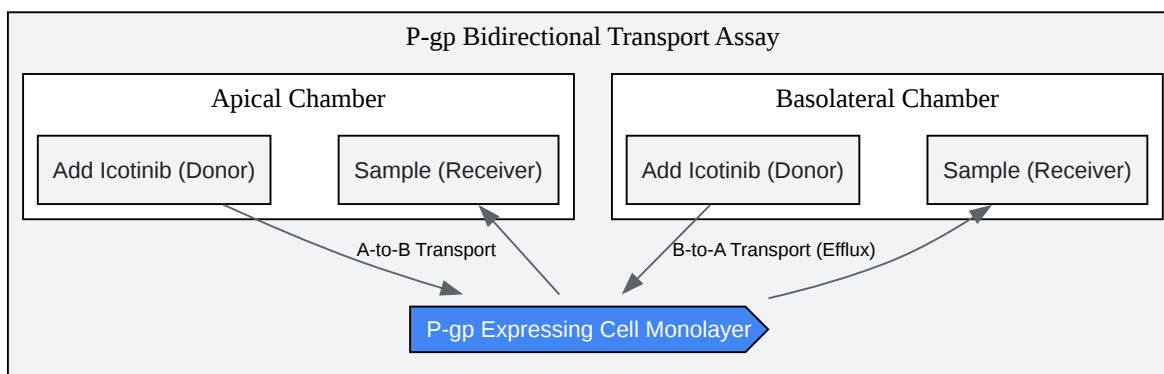 P-gp Bidirectional Transport Assay
Apical Chamber
Basolateral Chamber
Add Icotinib (Donor)
Sample (Receiver)
Add Icotinib (Donor)
Sample (Receiver)
A-to-B Transport
B-to-A Transport (Efflux)
P-gp Expressing Cell Monolayer